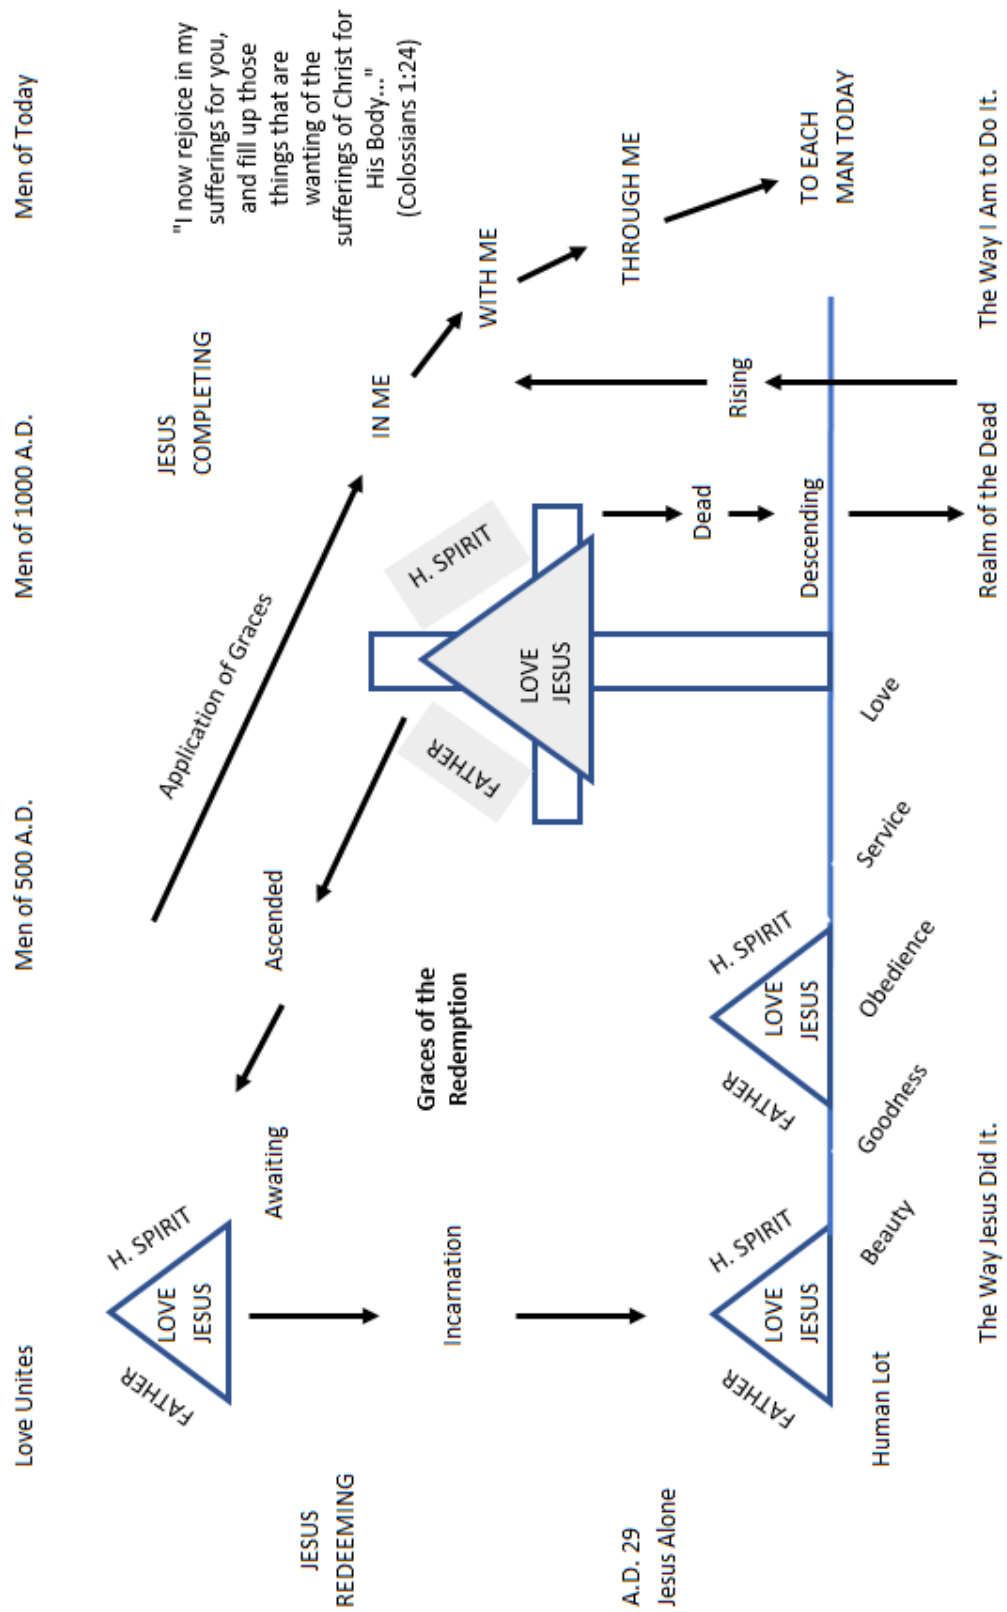 Love Unites
Men of 500 A.D.
Men of 1000 A.D.
Men of Today
JESUS
REDEEMING
FATHER
H. SPIRIT
LOVE
JESUS
Awaiting
Ascended
Application of Graces
JESUS
COMPLETING
"I now rejoice in my
sufferings for you,
and fill up those
things that are
wanting of the
sufferings of Christ for
His Body..."
(Colossians 1:24)
Incarnation
Graces of the
Redemption
IN ME
WITH ME
THROUGH ME
TO EACH
MAN TODAY
FATHER
H. SPIRIT
LOVE
JESUS
Dead
Descending
Rising
A.D. 29
Jesus Alone
FATHER
H. SPIRIT
LOVE
JESUS
FATHER
H. SPIRIT
LOVE
JESUS
Human Lot
Beauty
Goodness
Obedience
Service
Love
The Way Jesus Did It.
Realm of the Dead
The Way I Am to Do It.